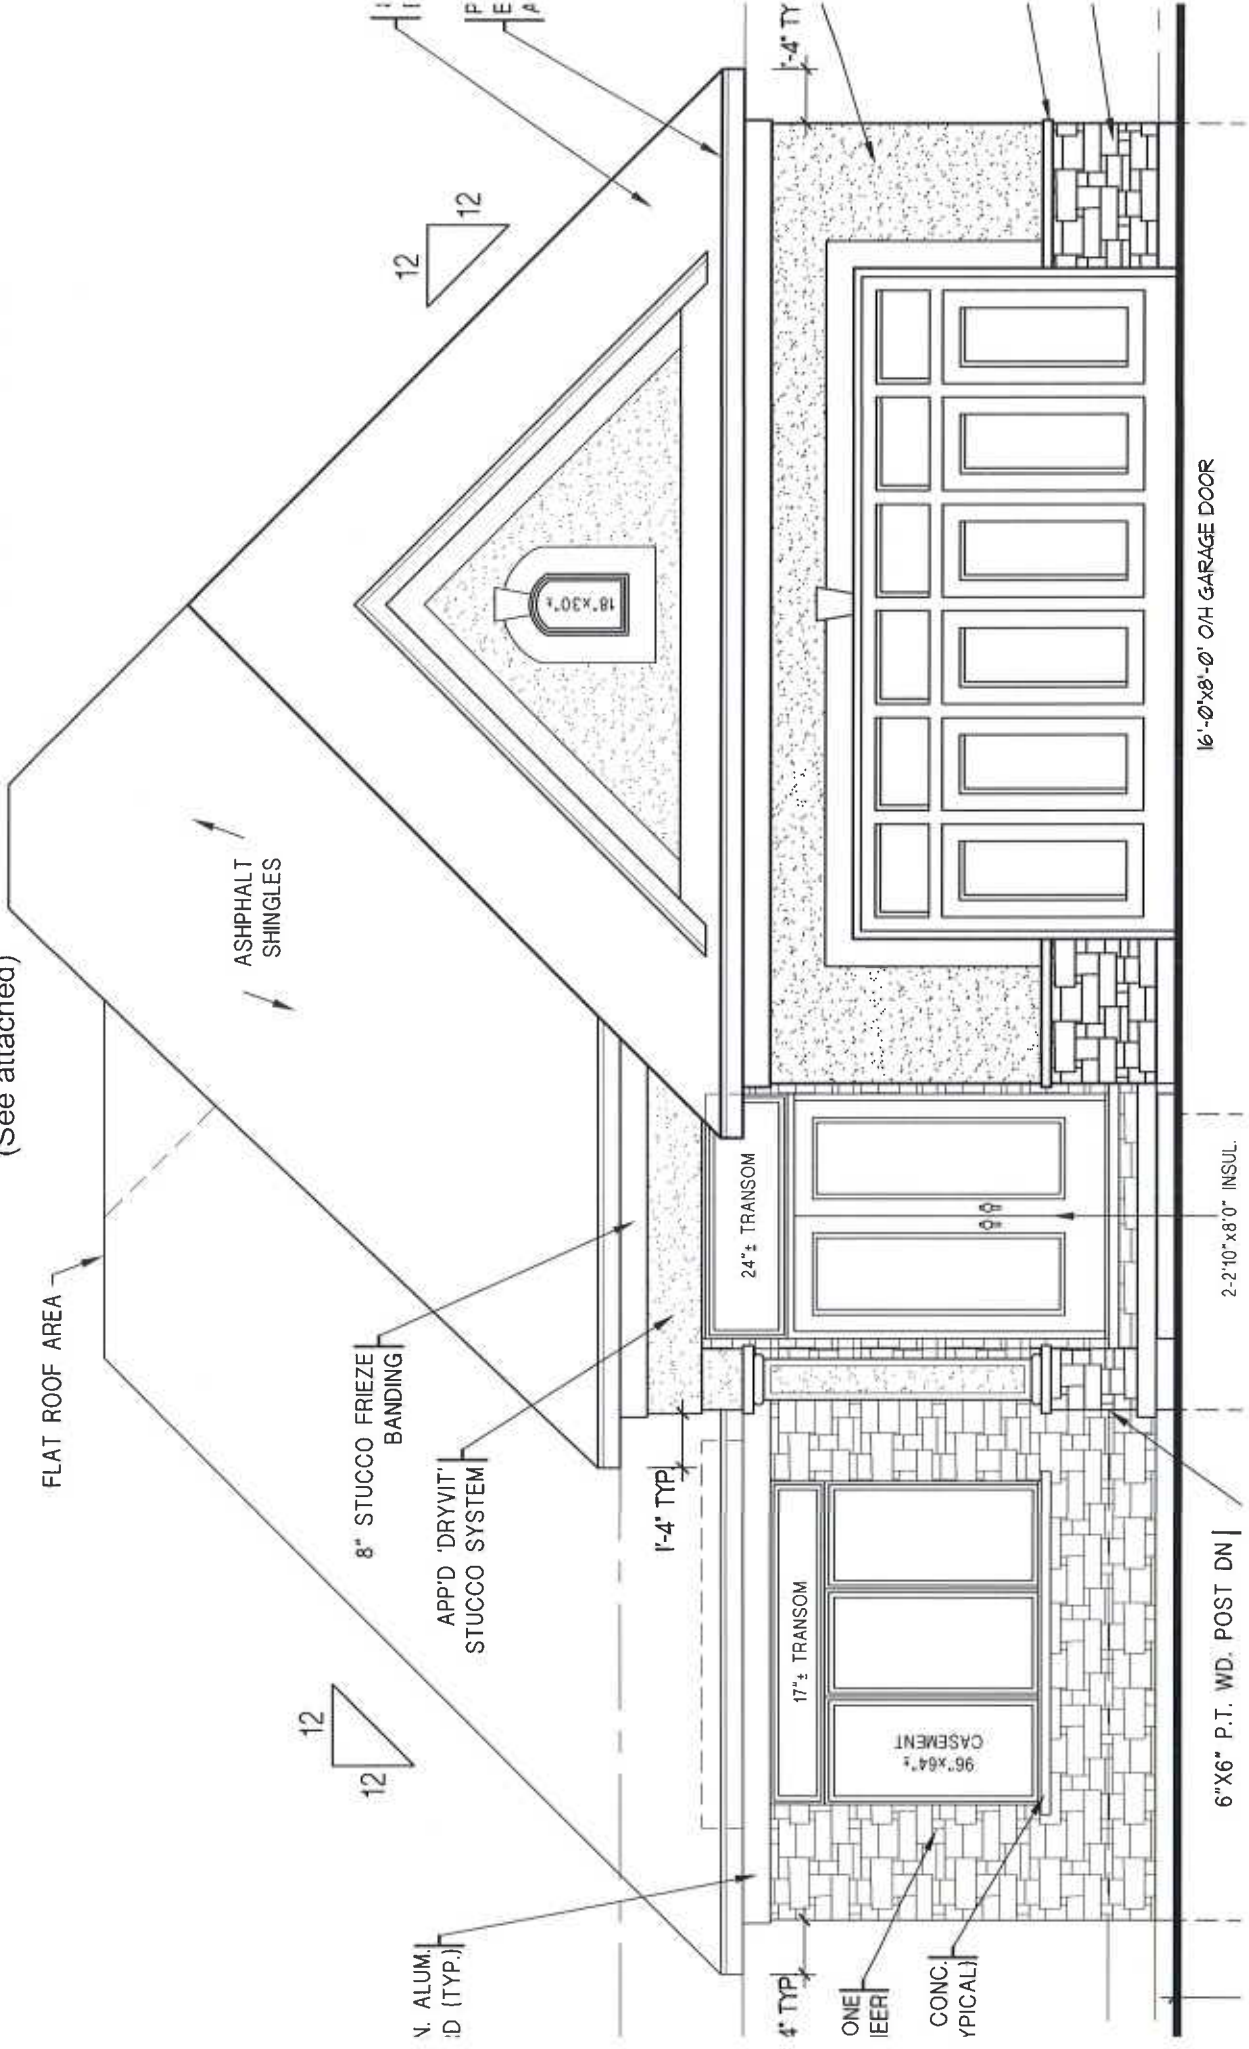 (See attached)
FLAT ROOF AREA
ASHPHALT
SHINGLES
12
12
12
12
8" STUCCO FRIEZE
BANDING
APP'D 'DRYVIT'
STUCCO SYSTEM
1'-4" TYP
N. ALUM.
D (TYP.)
4" TYP
ONE
EER
CONC.
YPICAL)
17"± TRANSOM
96"x64"±
CASEMENT
24"± TRANSOM
18"x30"±
'-4" TY
P
E
A
6"X6" P.T. WD. POST DN
2-2'10"x8'0" INSUL.
16'-0"x8'-0' O/H GARAGE DOOR